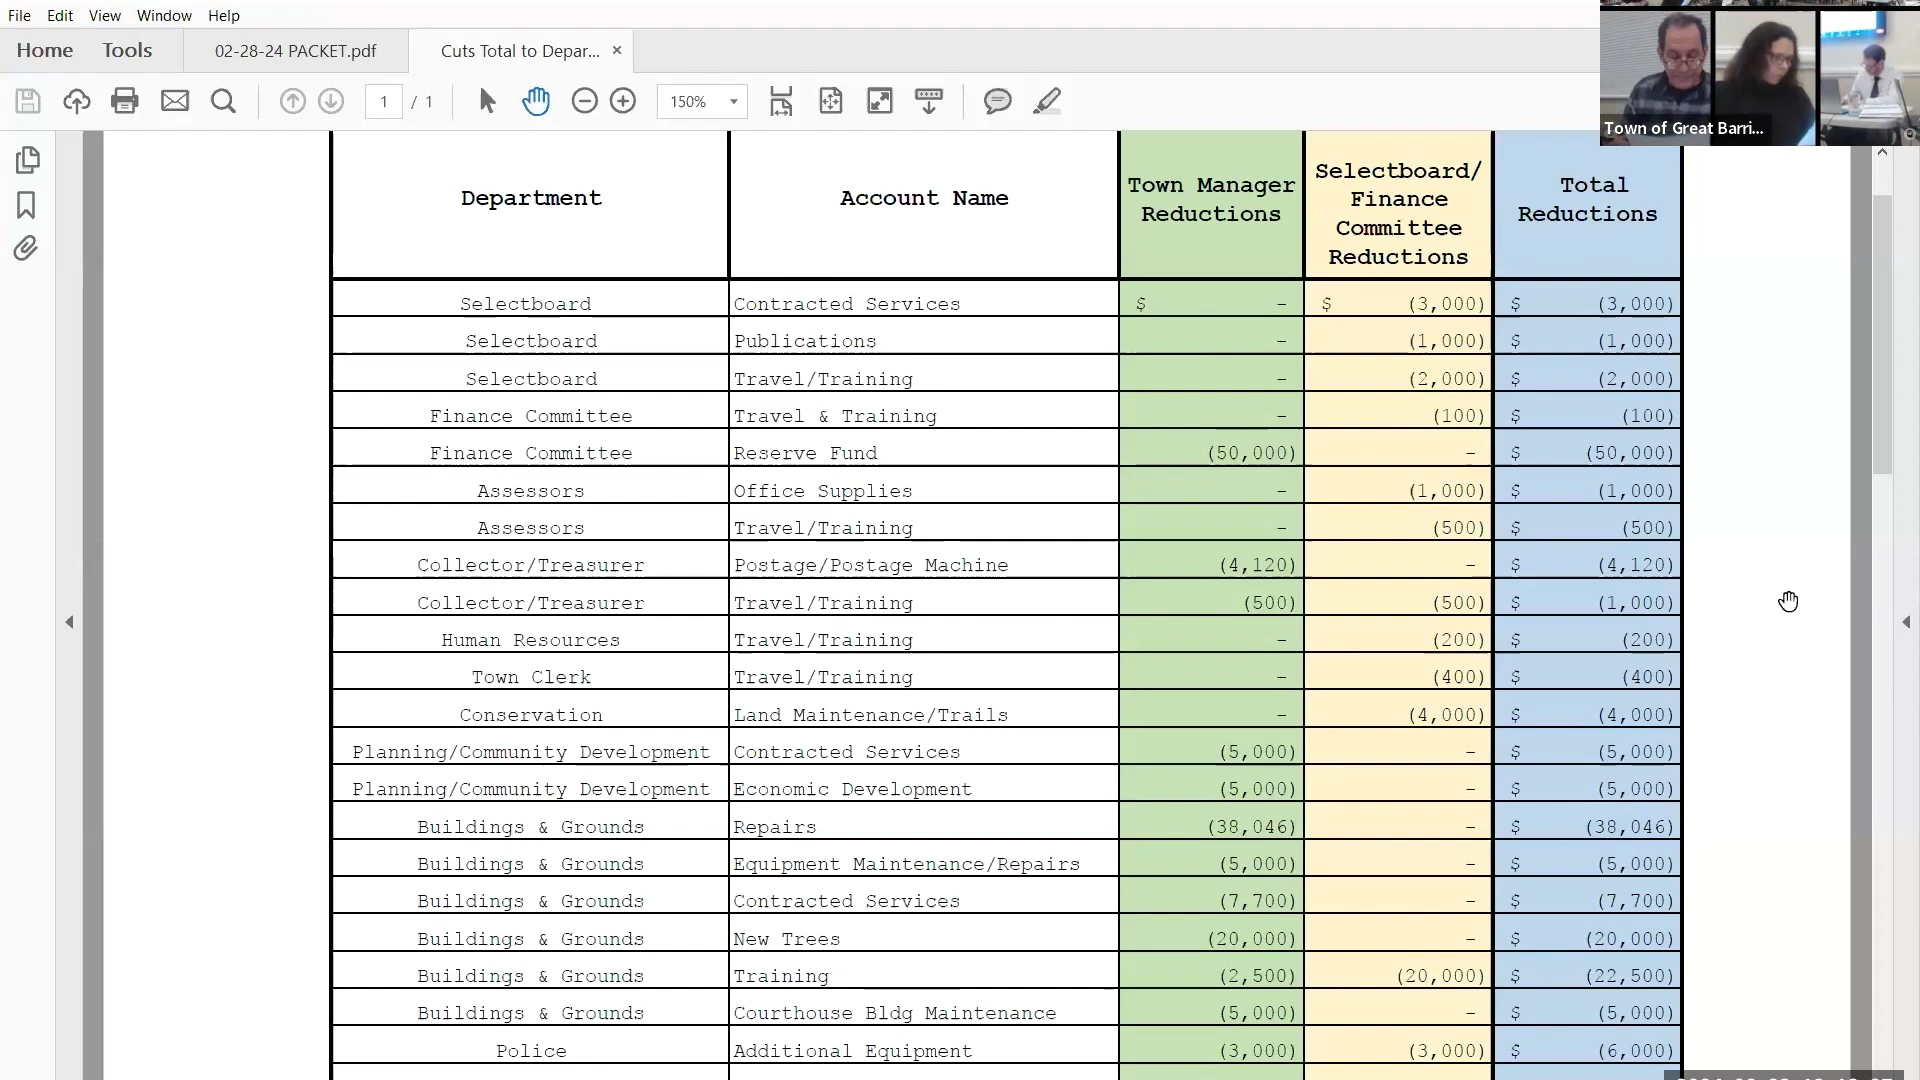 File Edit View Window Help
Home Tools 02-28-24 PACKET.pdf Cuts Total to Depar... ×
1 / 1 150%
Town of Great Barri...
Department Account Name Town Manager Reductions Selectboard/ Finance Committee Reductions Total Reductions
Selectboard Contracted Services $ - $ (3,000) $ (3,000)
Selectboard Publications - (1,000) $ (1,000)
Selectboard Travel/Training - (2,000) $ (2,000)
Finance Committee Travel & Training - (100) $ (100)
Finance Committee Reserve Fund (50,000) - $ (50,000)
Assessors Office Supplies - (1,000) $ (1,000)
Assessors Travel/Training - (500) $ (500)
Collector/Treasurer Postage/Postage Machine (4,120) - $ (4,120)
Collector/Treasurer Travel/Training (500) (500) $ (1,000)
Human Resources Travel/Training - (200) $ (200)
Town Clerk Travel/Training - (400) $ (400)
Conservation Land Maintenance/Trails - (4,000) $ (4,000)
Planning/Community Development Contracted Services (5,000) - $ (5,000)
Planning/Community Development Economic Development (5,000) - $ (5,000)
Buildings & Grounds Repairs (38,046) - $ (38,046)
Buildings & Grounds Equipment Maintenance/Repairs (5,000) - $ (5,000)
Buildings & Grounds Contracted Services (7,700) - $ (7,700)
Buildings & Grounds New Trees (20,000) - $ (20,000)
Buildings & Grounds Training (2,500) (20,000) $ (22,500)
Buildings & Grounds Courthouse Bldg Maintenance (5,000) - $ (5,000)
Police Additional Equipment (3,000) (3,000) $ (6,000)